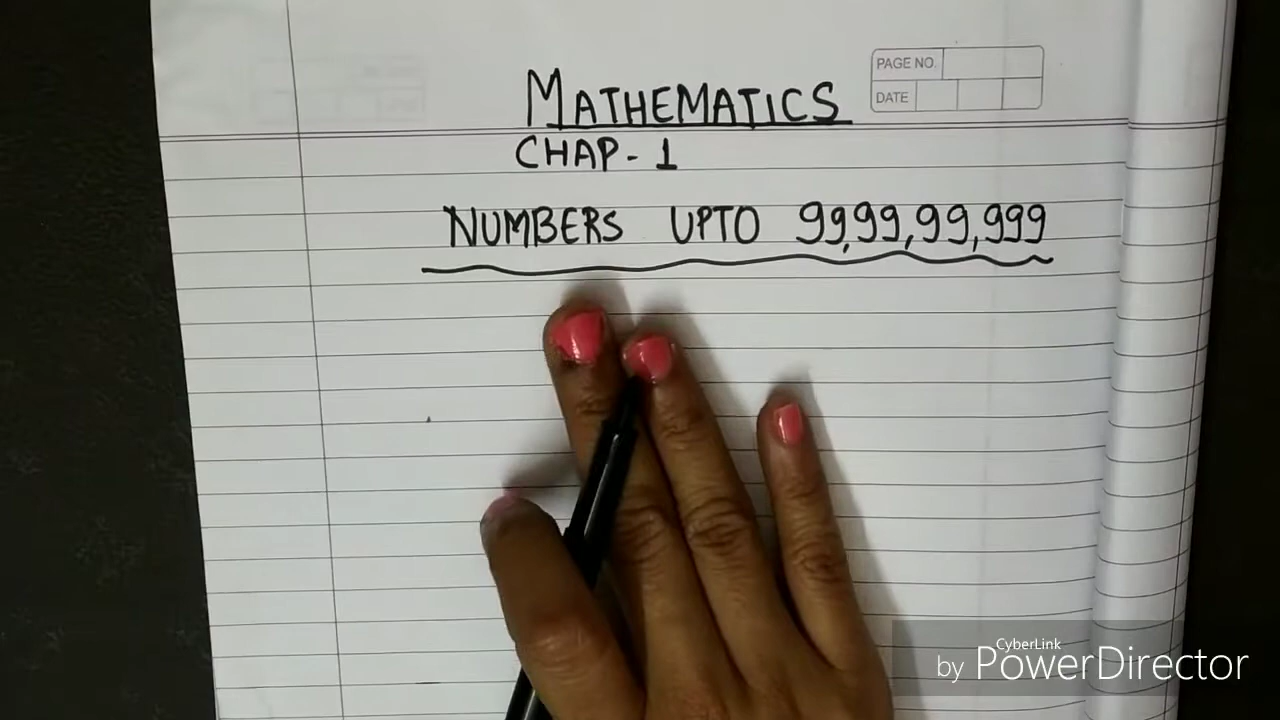 PAGE NO.
DATE
MATHEMATICS
CHAP-1
NUMBERS UPTO 99,99,99,999
CyberLink
by PowerDirector